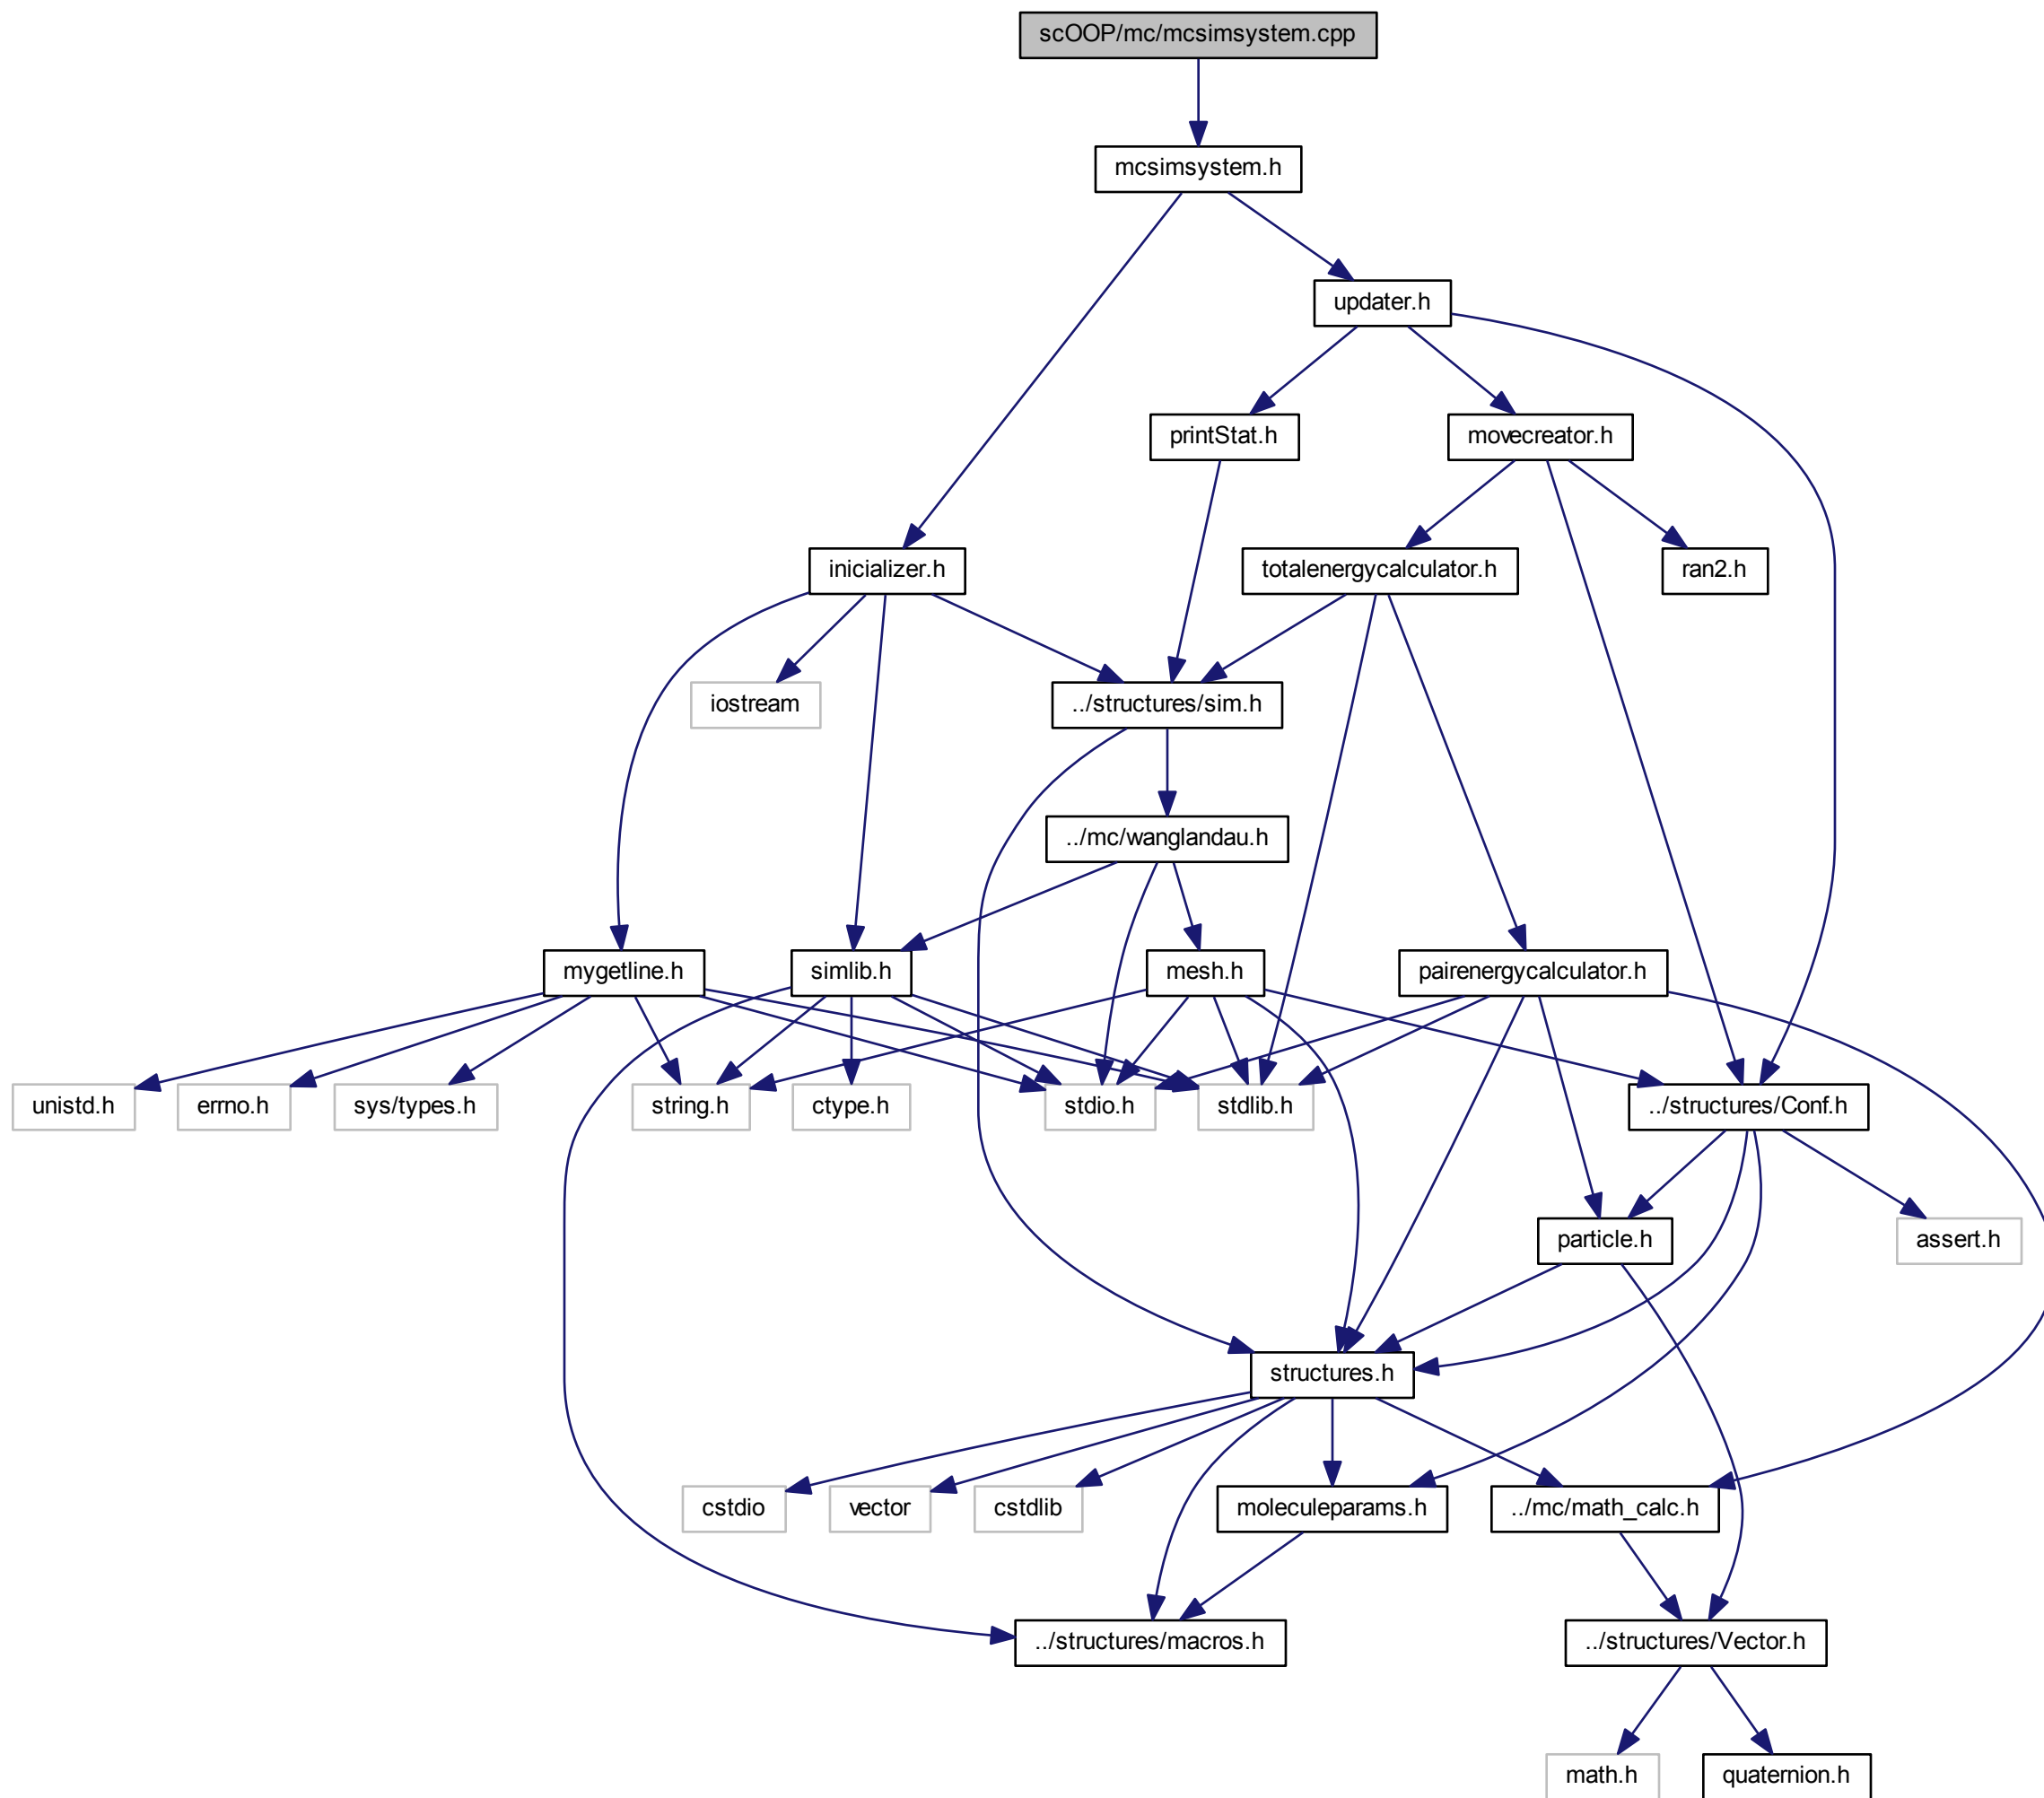 scOOP/mc/mcsimsystem.cpp
mcsimsystem.h
updater.h
printStat.h
movecreator.h
inicializer.h
totalenergycalculator.h
ran2.h
iostream
../structures/sim.h
../mc/wanglandau.h
mygetline.h
simlib.h
mesh.h
pairenergycalculator.h
unistd.h
errno.h
sys/types.h
string.h
ctype.h
stdio.h
stdlib.h
../structures/Conf.h
particle.h
assert.h
structures.h
cstdio
vector
cstdlib
moleculeparams.h
../mc/math_calc.h
../structures/macros.h
../structures/Vector.h
math.h
quaternion.h